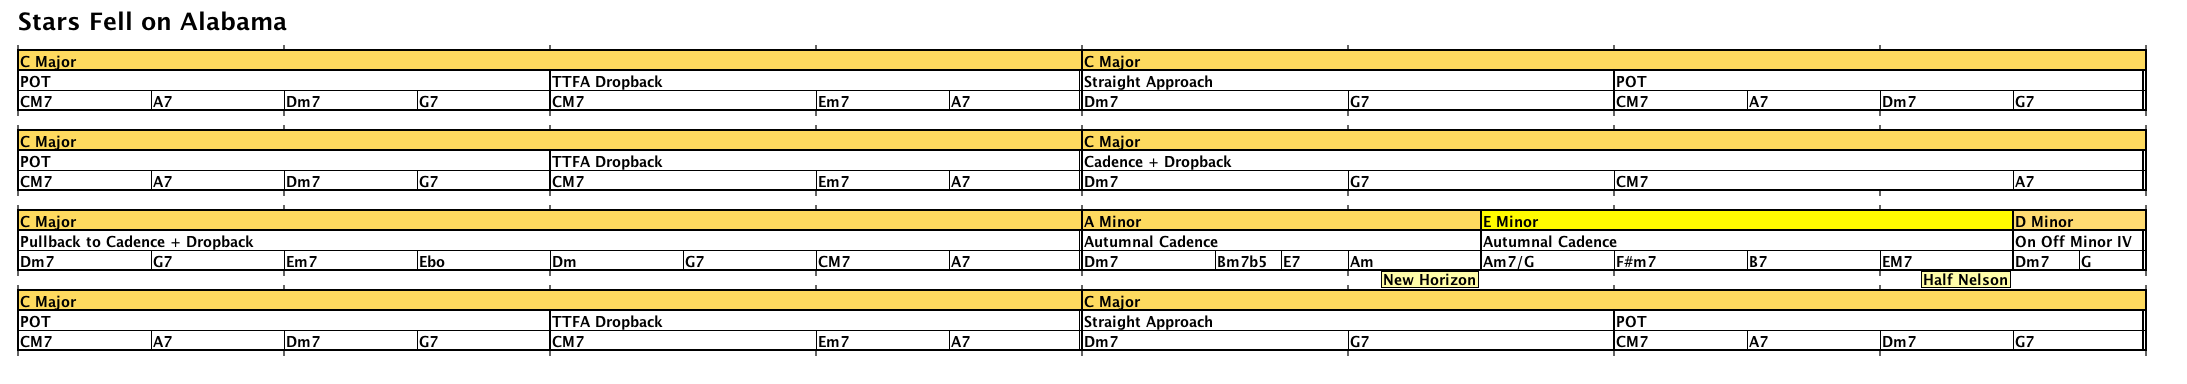 Stars Fell on Alabama
C Major C Major
POT TTFA Dropback Straight Approach POT
CM7 A7 Dm7 G7 CM7 Em7 A7 Dm7 G7 CM7 A7 Dm7 G7
C Major C Major
POT TTFA Dropback Cadence + Dropback
CM7 A7 Dm7 G7 CM7 Em7 A7 Dm7 G7 CM7 A7
C Major A Minor E Minor D Minor
Pullback to Cadence + Dropback Autumnal Cadence Autumnal Cadence On Off Minor IV
Dm7 G7 Em7 Ebo Dm G7 CM7 A7 Dm7 Bm7b5 E7 Am Am7/G F#m7 B7 EM7 Dm7 G
New Horizon Half Nelson
C Major C Major
POT TTFA Dropback Straight Approach POT
CM7 A7 Dm7 G7 CM7 Em7 A7 Dm7 G7 CM7 A7 Dm7 G7